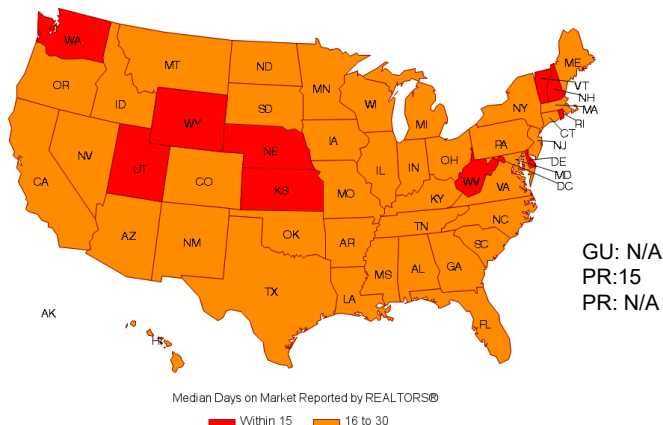 WA
MT
ND
MN
ME
VT
NH
MA
RI
CT
NJ
DE
MD
DC
OR
ID
WY
SD
WI
MI
NY
PA
NV
UT
NE
IA
IL
IN
OH
WV
VA
CA
CO
KS
MO
KY
NC
TN
AZ
NM
OK
AR
SC
MS
AL
GA
TX
LA
FL
AK
HI
GU: N/A
PR:15
PR: N/A
Median Days on Market Reported by REALTORS®
Within 15
16 to 30